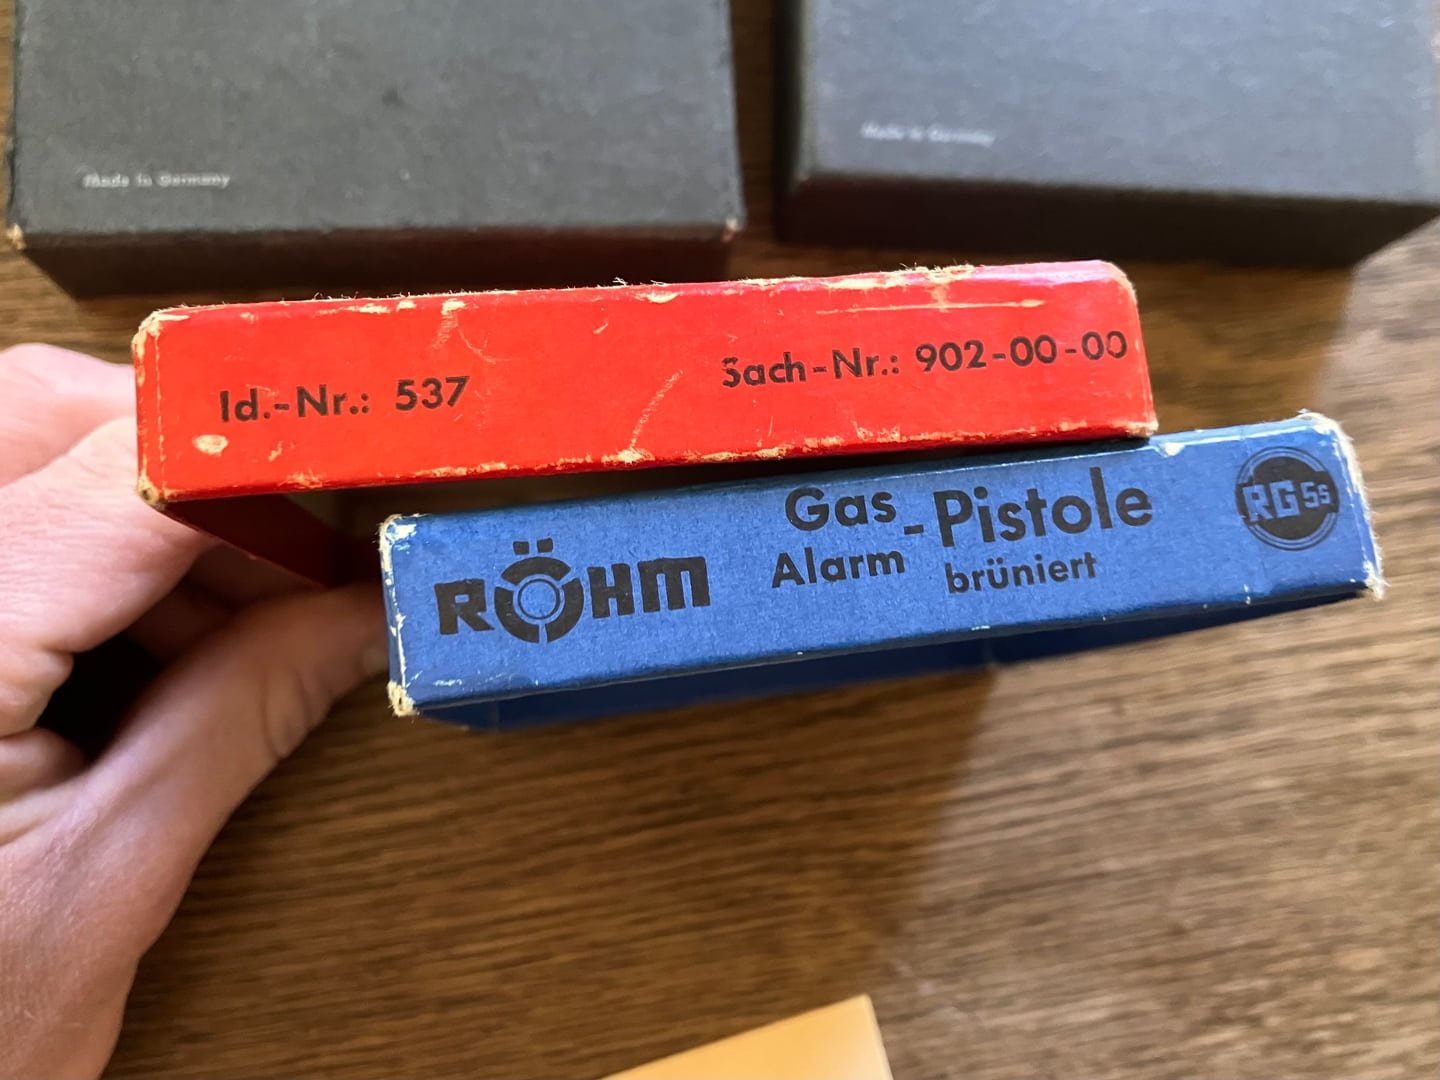 Made in Germany
Made in Germany
Id.-Nr.: 537
Sach-Nr.: 902-00-00
RÖHM
Gas-Pistole
Alarm brüniert
RG 5s